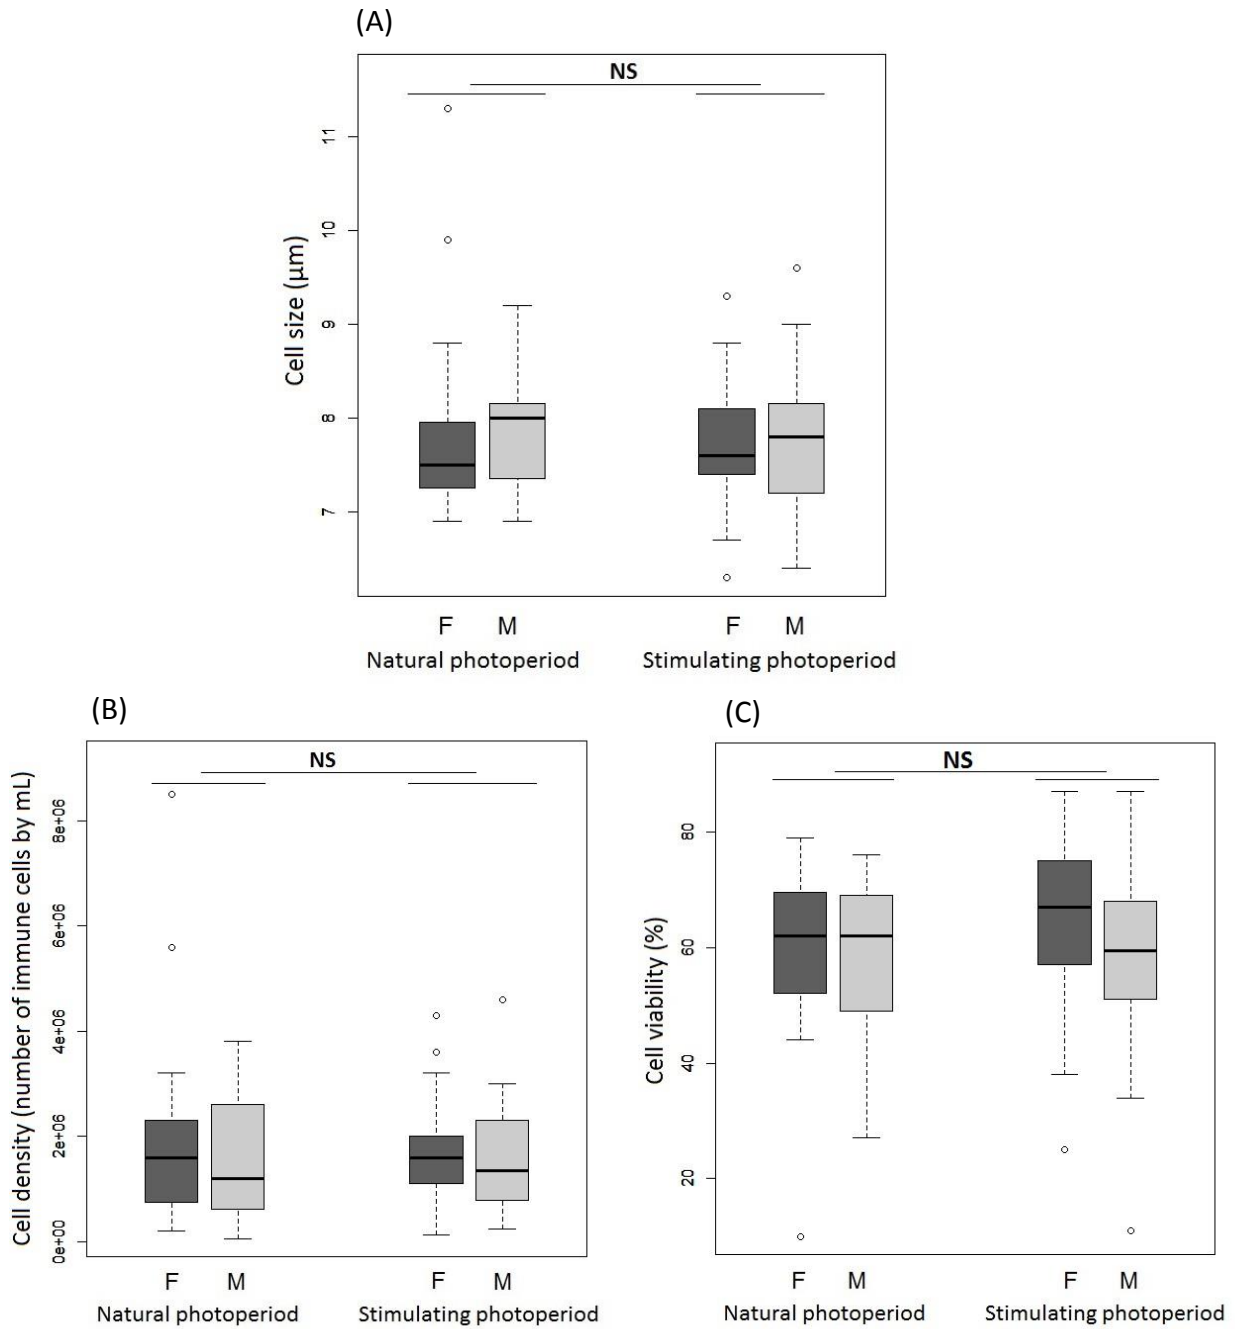 (A)
NS
11
10
9
8
7
Cell size (µm)
F M F M
Natural photoperiod Stimulating photoperiod
(B)
NS
8e+06
6e+06
4e+06
2e+06
0e+00
Cell density (number of immune cells by mL)
F M F M
Natural photoperiod Stimulating photoperiod
(C)
NS
80
60
40
20
Cell viability (%)
F M F M
Natural photoperiod Stimulating photoperiod